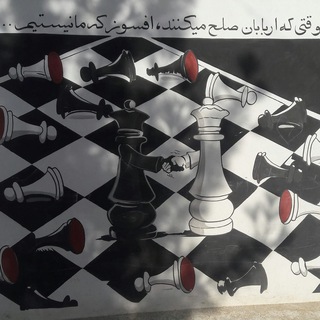 وقتی که اربابان صلح میکنند، افسوس که ما نیستیم...